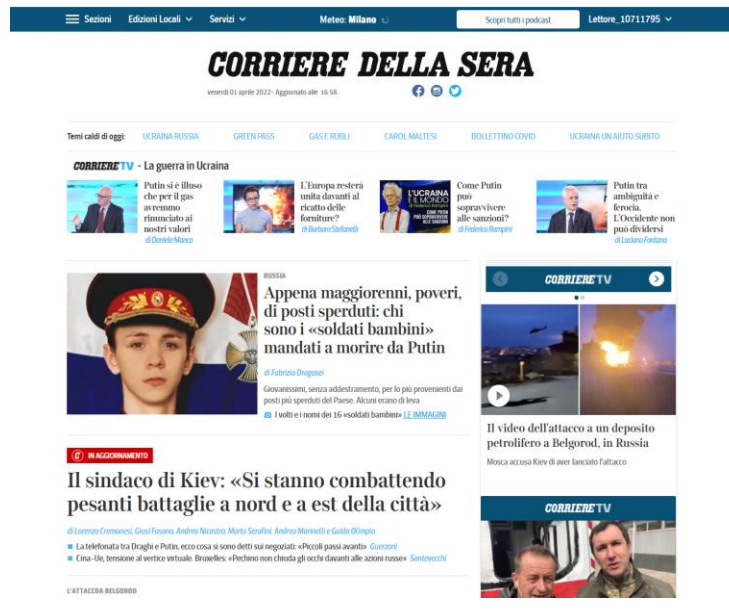 Sezioni Edizioni Locali Servizi Meteo: Milano Scopri tutti i podcast Lettore_10711795
CORRIERE DELLA SERA
venerdì 01 aprile 2022 - Aggiornato alle 16:58
Temi caldi di oggi: UCRAINA RUSSIA GREEN PASS GAS E RUBLI CAROL MALTESI BOLLETTINO COVID UCRAINA UN AIUTO SUBITO
CORRIERE TV - La guerra in Ucraina
Putin si è illuso
che per il gas
avremmo
rinunciato ai
nostri valori
di Daniele Manca
L'Europa resterà
unita davanti al
ricatto delle
forniture?
di Barbara Stefanelli
L'UCRAINA
E IL MONDO
COME PUTIN
PUÒ SOPRAVVIVERE
ALLE SANZIONI?
Come Putin
può
sopravvivere
alle sanzioni?
di Federico Rampini
Putin tra
ambiguità e
ferocia.
L'Occidente non
può dividersi
di Luciano Fontana
RUSSIA
Appena maggiorenni, poveri,
di posti sperduti: chi
sono i «soldati bambini»
mandati a morire da Putin
di Fabrizio Dragosei
Giovanissimi, senza addestramento, per lo più provenienti dai
posti più sperduti del Paese. Alcuni erano di leva
I volti e i nomi dei 16 «soldati bambini» LE IMMAGINI
CORRIERE TV
Il video dell'attacco a un deposito
petrolifero a Belgorod, in Russia
Mosca accusa Kiev di aver lanciato l'attacco
C IN AGGIORNAMENTO
Il sindaco di Kiev: «Si stanno combattendo
pesanti battaglie a nord e a est della città»
di Lorenzo Cremonesi, Giusi Fasano, Andrea Nicastro, Marta Serafini, Andrea Marinelli e Guido Olimpio
La telefonata tra Draghi e Putin, ecco cosa si sono detti sui negoziati: «Piccoli passi avanti» Guerzoni
Cina-Ue, tensione al vertice virtuale. Bruxelles: «Pechino non chiuda gli occhi davanti alle azioni russe» Santevecchi
CORRIERE TV
L'ATTACCO A BELGOROD